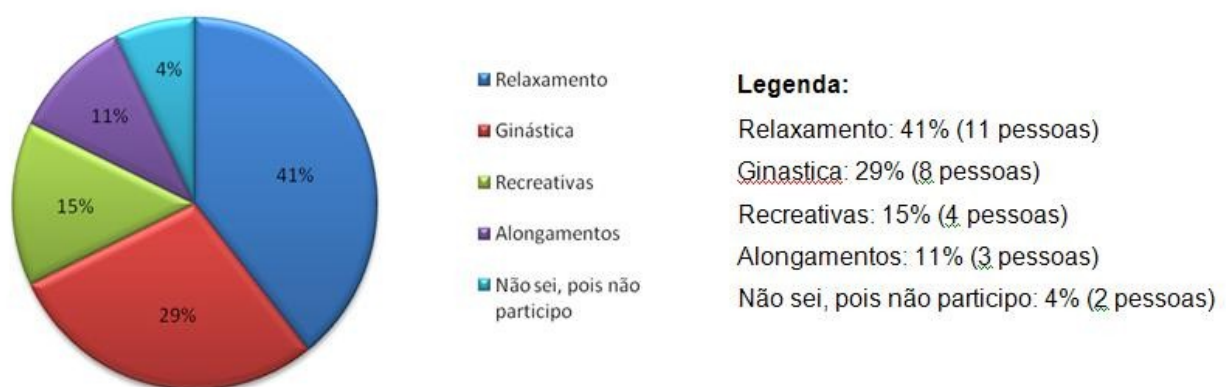 4%
11%
41%
15%
29%
Relaxamento
Ginástica
Recreativas
Alongamentos
Não sei, pois não
participo
Legenda:
Relaxamento: 41% (11 pessoas)
Ginastica: 29% (8 pessoas)
Recreativas: 15% (4 pessoas)
Alongamentos: 11% (3 pessoas)
Não sei, pois não participo: 4% (2 pessoas)